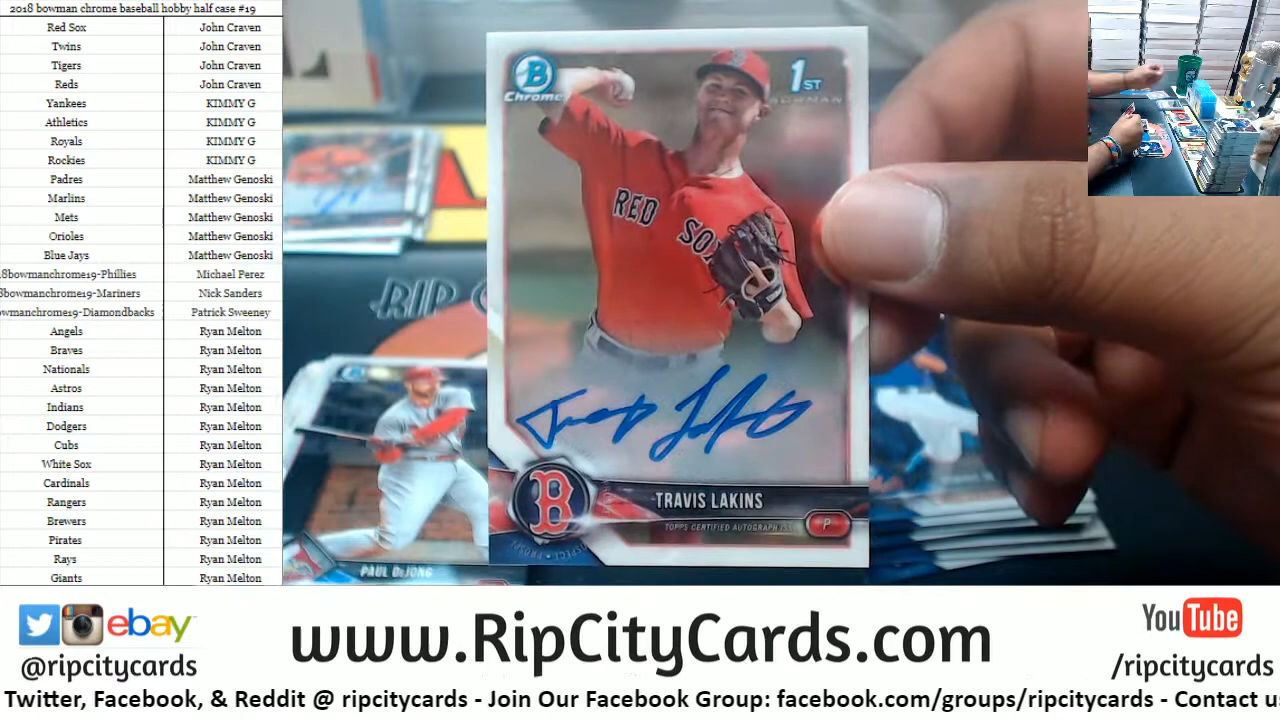 2018 bowman chrome baseball hobby half case #19
Red Sox John Craven
Twins John Craven
Tigers John Craven
Reds John Craven
Yankees KIMMY G
Athletics KIMMY G
Royals KIMMY G
Rockies KIMMY G
Padres Matthew Genoski
Marlins Matthew Genoski
Mets Matthew Genoski
Orioles Matthew Genoski
Blue Jays Matthew Genoski
8bowmanchrome19-Phillies Michael Perez
8bowmanchrome19-Mariners Nick Sanders
owmanchrome19-Diamondbacks Patrick Sweeney
Angels Ryan Melton
Braves Ryan Melton
Nationals Ryan Melton
Astros Ryan Melton
Indians Ryan Melton
Dodgers Ryan Melton
Cubs Ryan Melton
White Sox Ryan Melton
Cardinals Ryan Melton
Rangers Ryan Melton
Brewers Ryan Melton
Pirates Ryan Melton
Rays Ryan Melton
Giants Ryan Melton
B
Chrome
1ST
BOWMAN
RED SOX
B
TRAVIS LAKINS
TOPPS CERTIFIED AUTOGRAPH
P
RIP
PAUL DeJONG
ebay
@ripcitycards
www.RipCityCards.com
YouTube
/ripcitycards
Twitter, Facebook, & Reddit @ ripcitycards - Join Our Facebook Group: facebook.com/groups/ripcitycards - Contact u